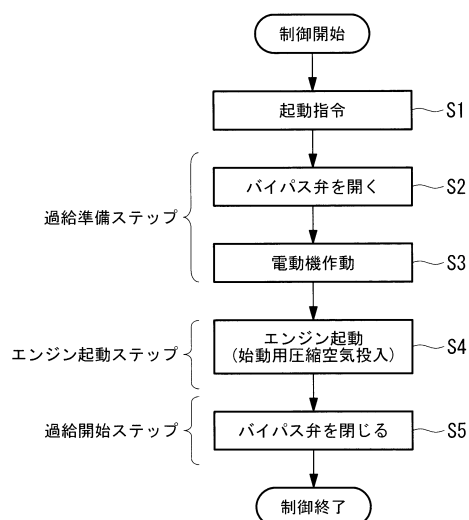 制御開始
起動指令
S1
過給準備ステップ
バイパス弁を開く
S2
電動機作動
S3
エンジン起動ステップ
エンジン起動
(始動用圧縮空気投入)
S4
過給開始ステップ
バイパス弁を閉じる
S5
制御終了